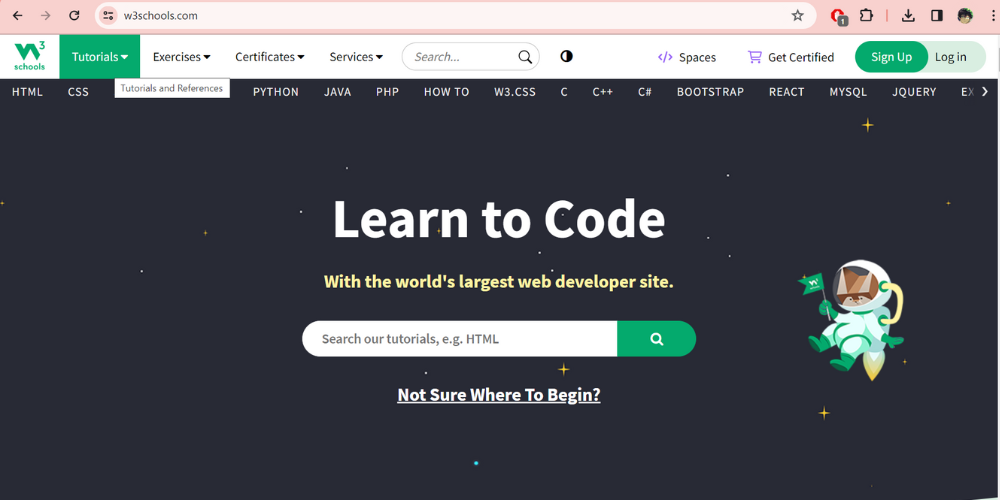 w3schools.com
1
W3
schools
Tutorials
Exercises
Certificates
Services
Search...
Spaces
Get Certified
Sign Up
Log in
Tutorials and References
HTML CSS PYTHON JAVA PHP HOW TO W3.CSS C C++ C# BOOTSTRAP REACT MYSQL JQUERY
Learn to Code
With the world's largest web developer site.
Search our tutorials, e.g. HTML
Not Sure Where To Begin?